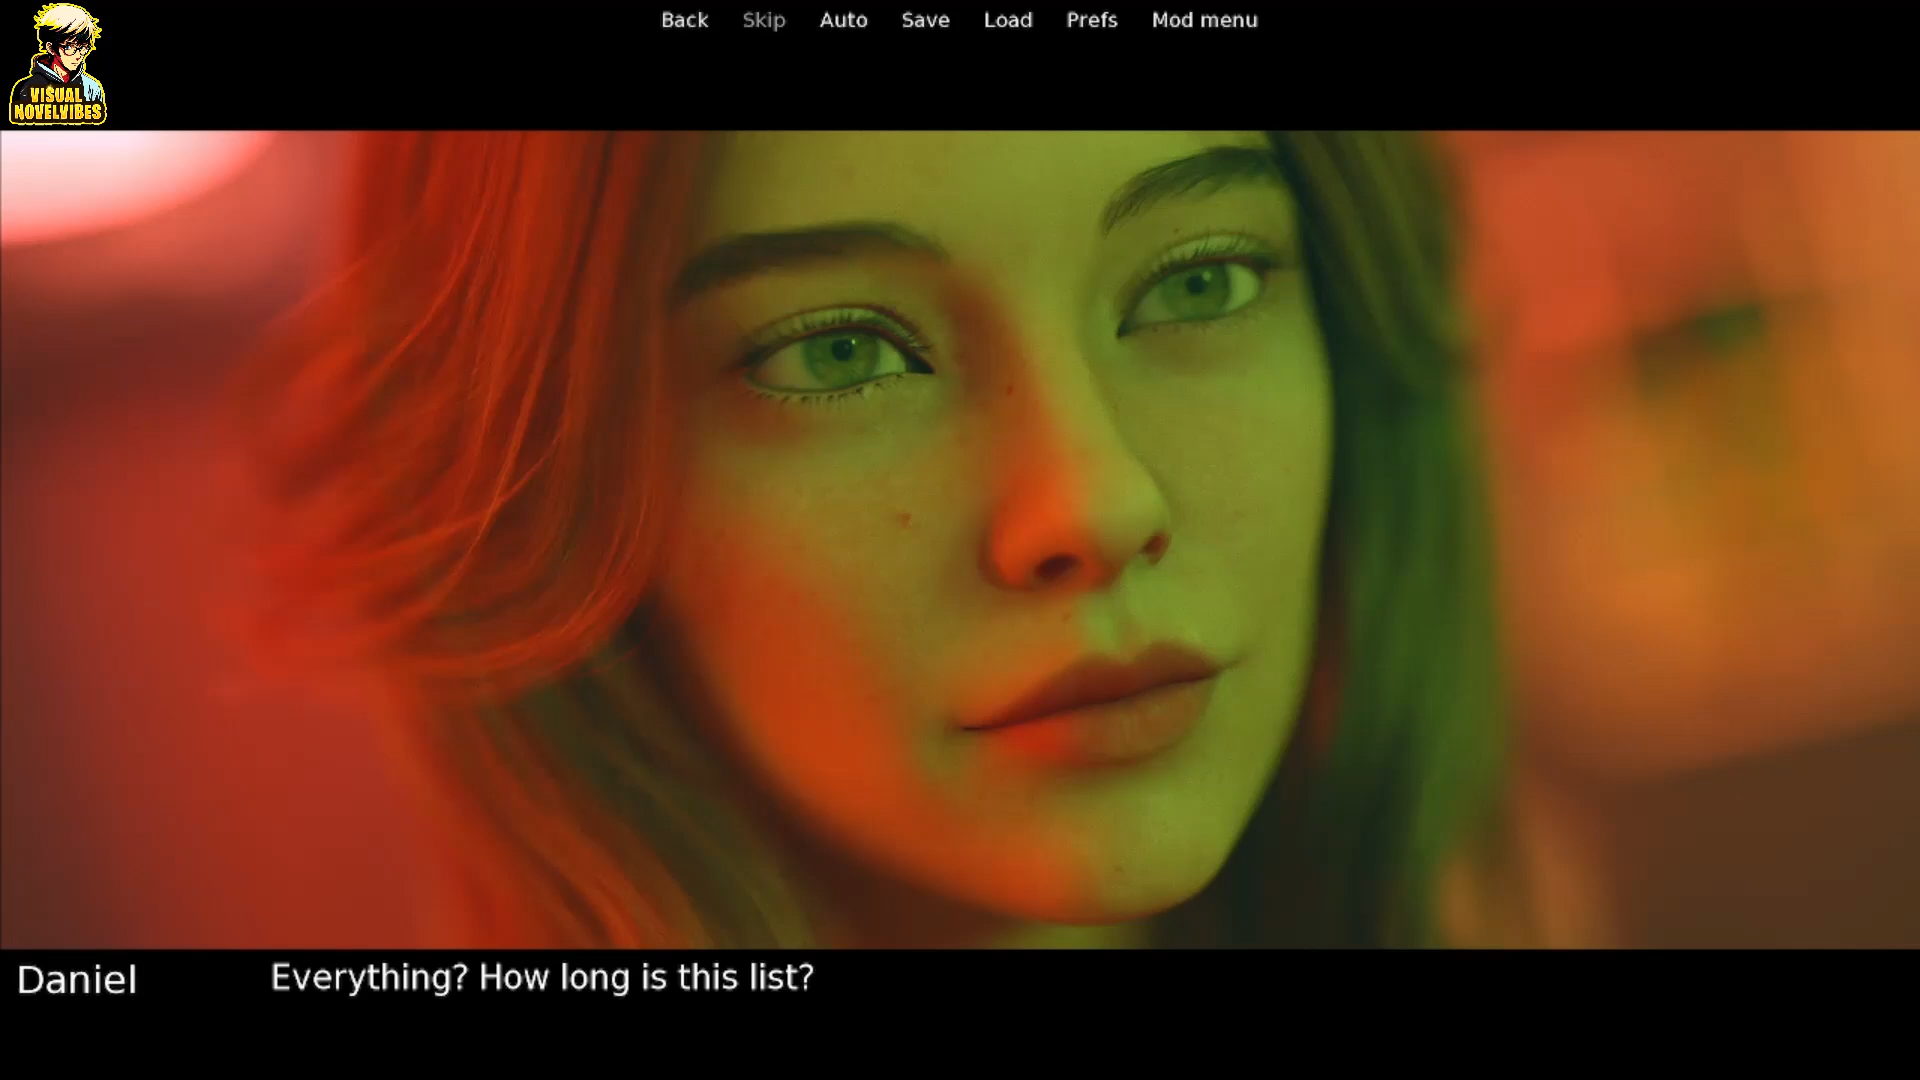 Back Skip Auto Save Load Prefs Mod menu
VISUAL
NOVELVIBES
Daniel Everything? How long is this list?